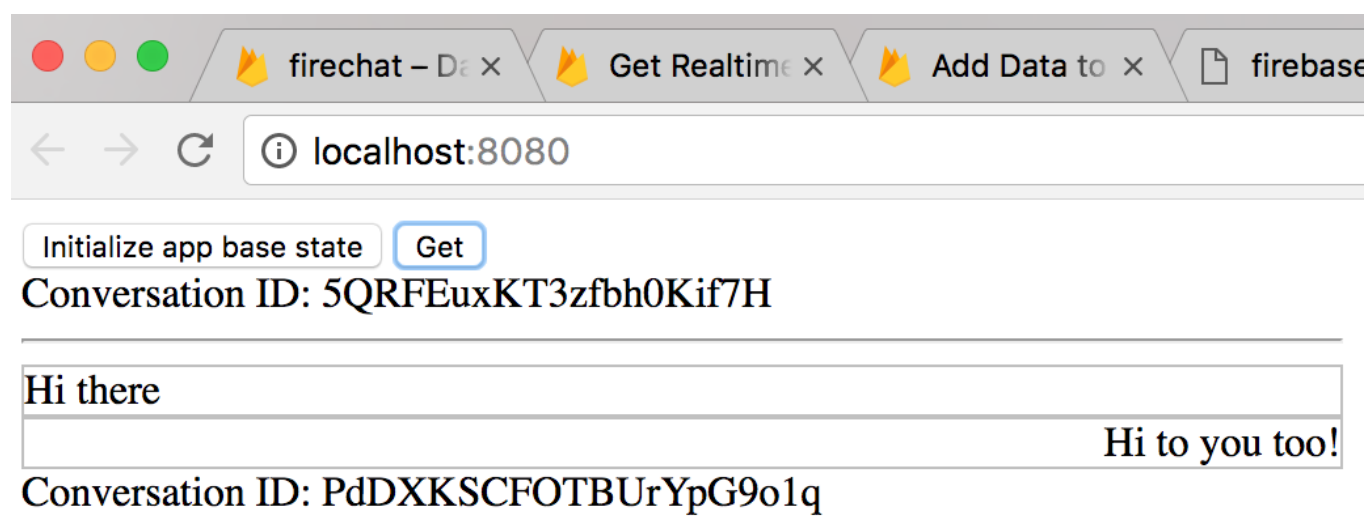 firechat – Da
Get Realtime
Add Data to
firebase
localhost:8080
Initialize app base state Get
Conversation ID: 5QRFEuxKT3zfbh0Kif7H
Hi there
Hi to you too!
Conversation ID: PdDXKSCFOTBUrYpG9o1q